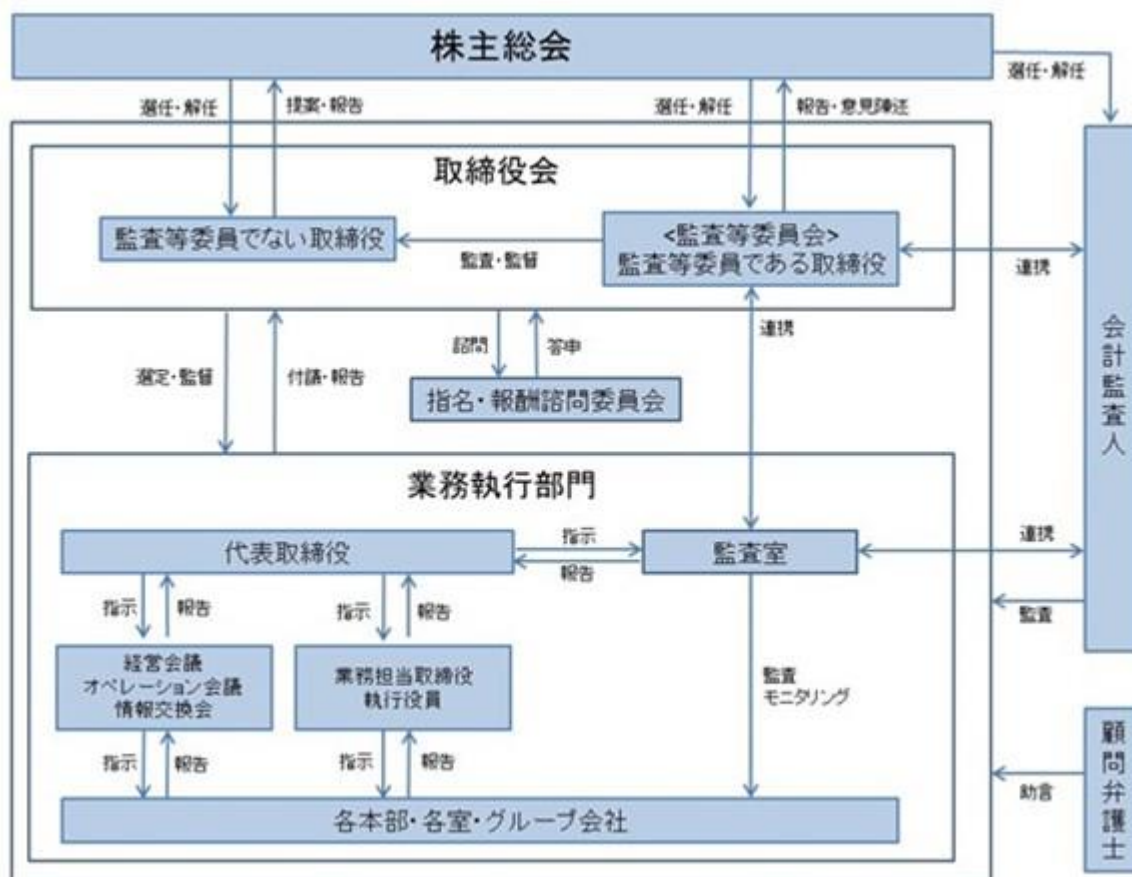 株主総会
選任・解任
選任・解任
提案・報告
選任・解任
報告・意見陳述
取締役会
監査等委員でない取締役
監査・監督
<監査等委員会>
監査等委員である取締役
連携
会計監査人
選定・監督
付議・報告
諮問
答申
連携
指名・報酬諮問委員会
業務執行部門
代表取締役
指示
報告
監査室
連携
指示
報告
指示
報告
監査
経営会議
オペレーション会議
情報交換会
業務担当取締役
執行役員
監査
モニタリング
指示
報告
指示
報告
助言
顧問弁護士
各本部・各室・グループ会社